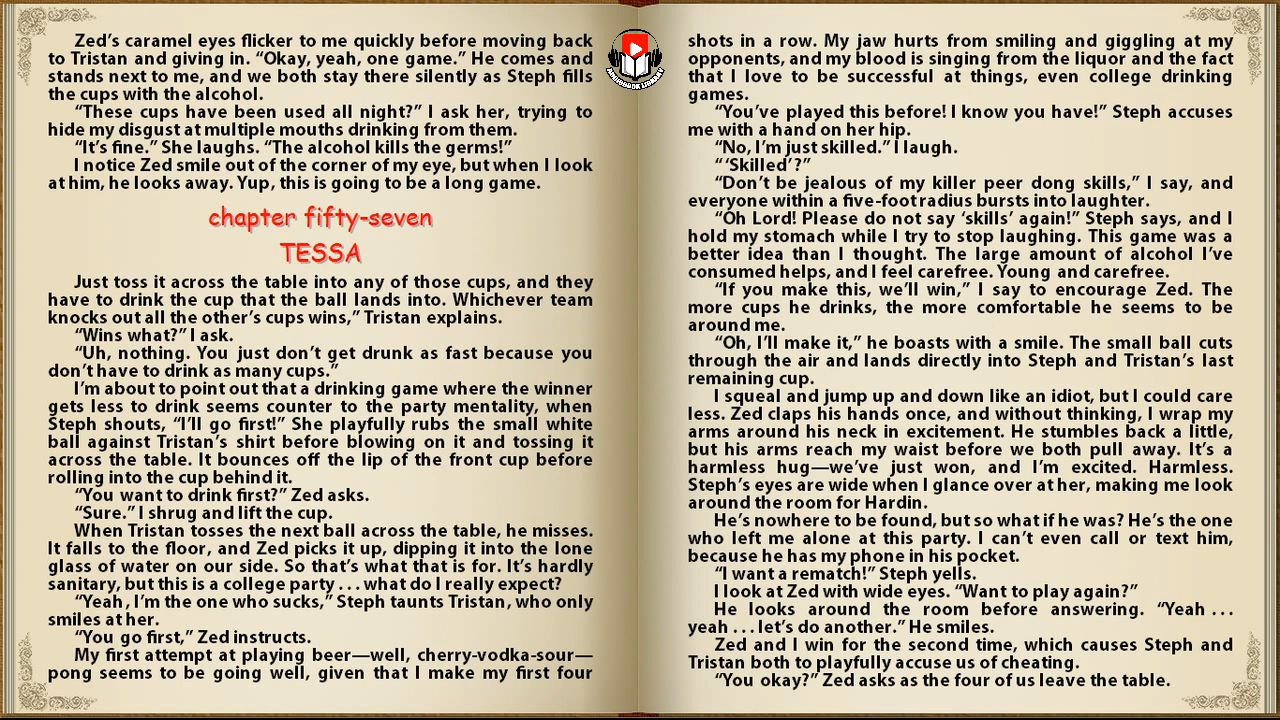 Zed’s caramel eyes flicker to me quickly before moving back
to Tristan and giving in. “Okay, yeah, one game.” He comes and
stands next to me, and we both stay there silently as Steph fills
the cups with the alcohol.
“These cups have been used all night?” I ask her, trying to
hide my disgust at multiple mouths drinking from them.
“It’s fine.” She laughs. “The alcohol kills the germs!”
I notice Zed smile out of the corner of my eye, but when I look
at him, he looks away. Yup, this is going to be a long game.
chapter fifty-seven
TESSA
Just toss it across the table into any of those cups, and they
have to drink the cup that the ball lands into. Whichever team
knocks out all the other’s cups wins,” Tristan explains.
“Wins what?” I ask.
“Uh, nothing. You just don’t get drunk as fast because you
don’t have to drink as many cups.”
I’m about to point out that a drinking game where the winner
gets less to drink seems counter to the party mentality, when
Steph shouts, “I’ll go first!” She playfully rubs the small white
ball against Tristan’s shirt before blowing on it and tossing it
across the table. It bounces off the lip of the front cup before
rolling into the cup behind it.
“You want to drink first?” Zed asks.
“Sure.” I shrug and lift the cup.
When Tristan tosses the next ball across the table, he misses.
It falls to the floor, and Zed picks it up, dipping it into the lone
glass of water on our side. So that’s what that is for. It’s hardly
sanitary, but this is a college party . . . what do I really expect?
“Yeah, I’m the one who sucks,” Steph taunts Tristan, who only
smiles at her.
“You go first,” Zed instructs.
My first attempt at playing beer—well, cherry-vodka-sour—
pong seems to be going well, given that I make my first four
shots in a row. My jaw hurts from smiling and giggling at my
opponents, and my blood is singing from the liquor and the fact
that I love to be successful at things, even college drinking
games.
“You’ve played this before! I know you have!” Steph accuses
me with a hand on her hip.
“No, I’m just skilled.” I laugh.
“ ‘Skilled’?”
“Don’t be jealous of my killer peer dong skills,” I say, and
everyone within a five-foot radius bursts into laughter.
“Oh Lord! Please do not say ‘skills’ again!” Steph says, and I
hold my stomach while I try to stop laughing. This game was a
better idea than I thought. The large amount of alcohol I’ve
consumed helps, and I feel carefree. Young and carefree.
“If you make this, we’ll win,” I say to encourage Zed. The
more cups he drinks, the more comfortable he seems to be
around me.
“Oh, I’ll make it,” he boasts with a smile. The small ball cuts
through the air and lands directly into Steph and Tristan’s last
remaining cup.
I squeal and jump up and down like an idiot, but I could care
less. Zed claps his hands once, and without thinking, I wrap my
arms around his neck in excitement. He stumbles back a little,
but his arms reach my waist before we both pull away. It’s a
harmless hug—we’ve just won, and I’m excited. Harmless.
Steph’s eyes are wide when I glance over at her, making me look
around the room for Hardin.
He’s nowhere to be found, but so what if he was? He’s the one
who left me alone at this party. I can’t even call or text him,
because he has my phone in his pocket.
“I want a rematch!” Steph yells.
I look at Zed with wide eyes. “Want to play again?”
He looks around the room before answering. “Yeah . . .
yeah . . . let’s do another.” He smiles.
Zed and I win for the second time, which causes Steph and
Tristan both to playfully accuse us of cheating.
“You okay?” Zed asks as the four of us leave the table.